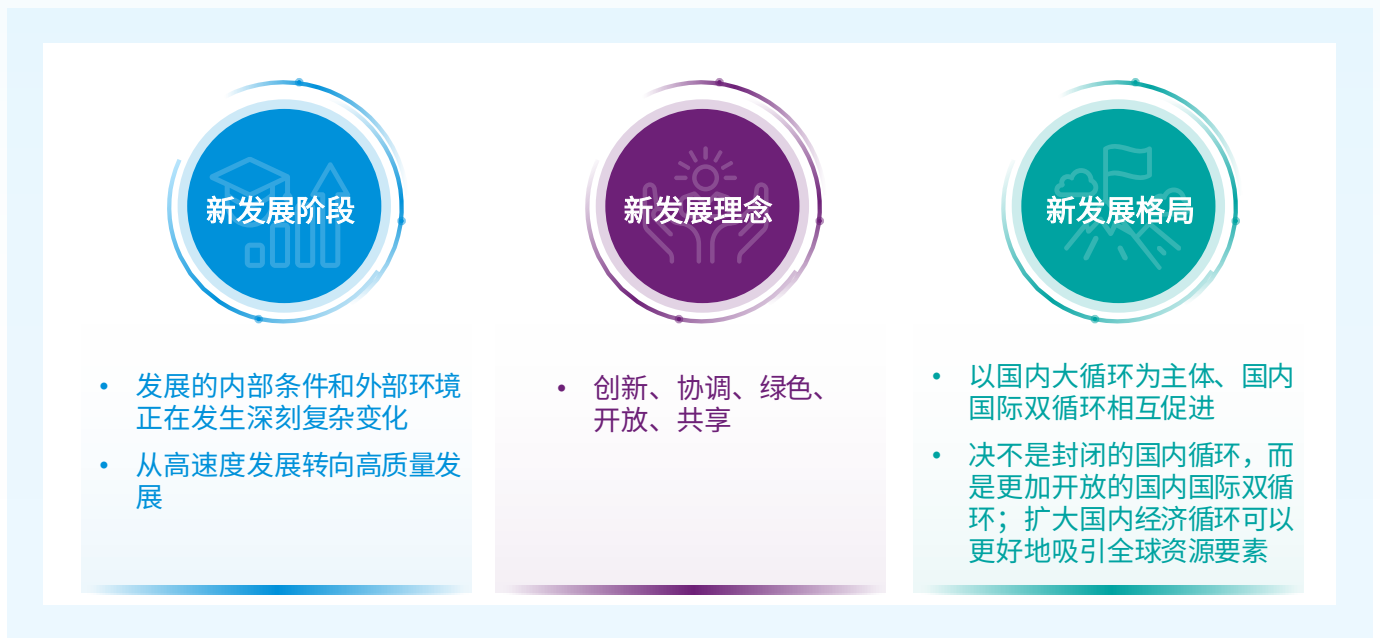 新发展阶段
• 发展的内部条件和外部环境
正在发生深刻复杂变化
• 从高速度发展转向高质量发
展
新发展理念
• 创新、协调、绿色、
开放、共享
新发展格局
• 以国内大循环为主体、国内
国际双循环相互促进
• 决不是封闭的国内循环，而
是更加开放的国内国际双循
环；扩大国内经济循环可以
更好地吸引全球资源要素